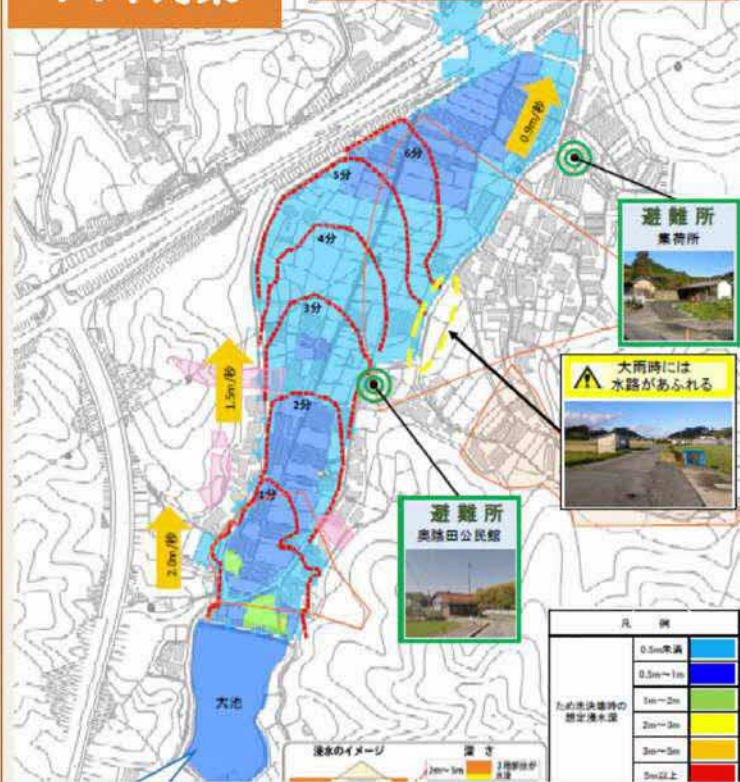 0.9m/秒
6分
5分
4分
3分
2分
1分
1.5m/秒
2.0m/秒
避難所
集荷所
大雨時には
水路があふれる
避難所
奥陰田公民館
大池
凡 例
ため池決壊時の
想定浸水深
0.5m未満
0.5m~1m
1m~2m
2m~3m
3m~5m
5m以上
浸水のイメージ
深 さ
2m~5m